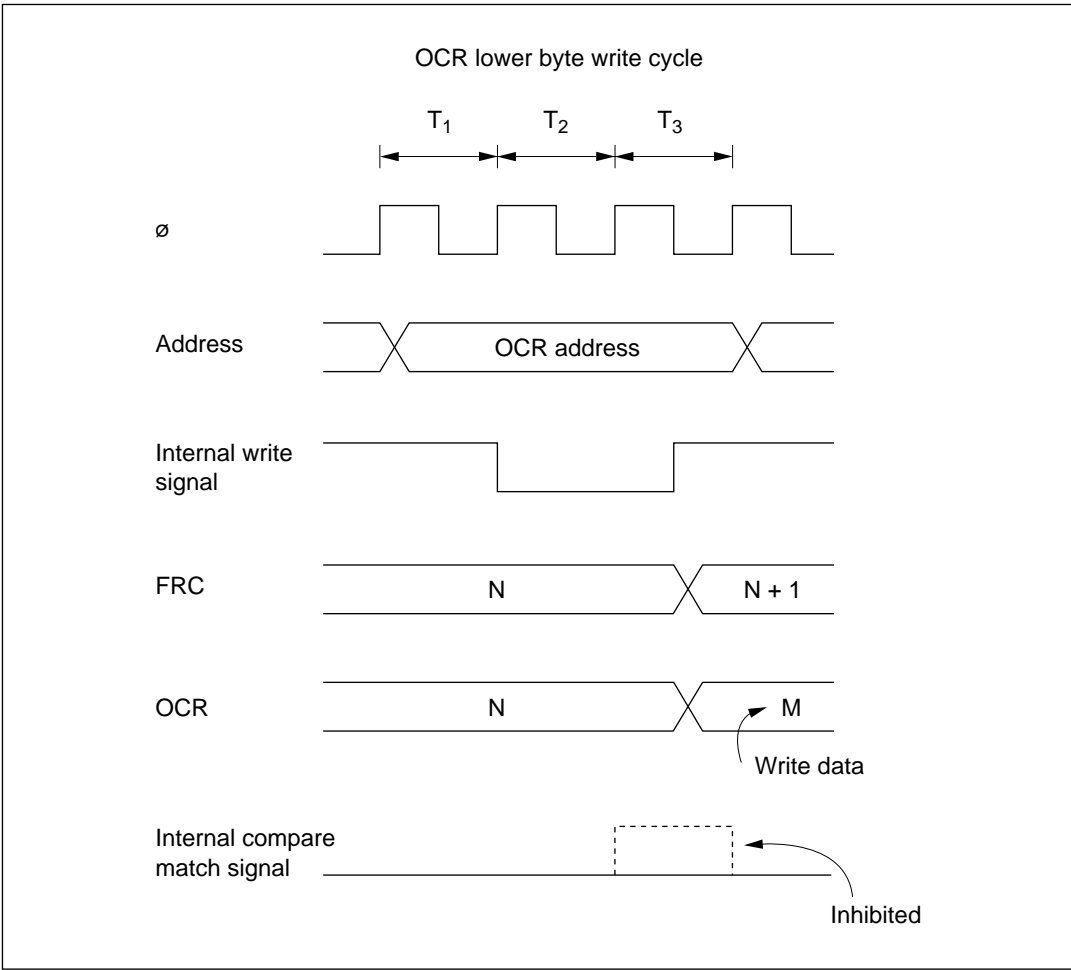 OCR lower byte write cycle
T₁ T₂ T₃
ø
Address
OCR address
Internal write
signal
FRC
N
N + 1
OCR
N
M
Write data
Internal compare
match signal
Inhibited